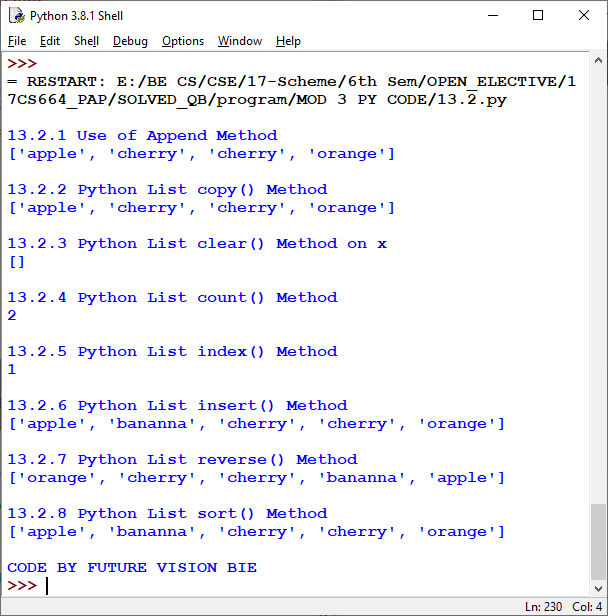 Python 3.8.1 Shell
File Edit Shell Debug Options Window Help
>>>
= RESTART: E:/BE CS/CSE/17-Scheme/6th Sem/OPEN_ELECTIVE/1
7CS664_PAP/SOLVED_QB/program/MOD 3 PY CODE/13.2.py
13.2.1 Use of Append Method
['apple', 'cherry', 'cherry', 'orange']
13.2.2 Python List copy() Method
['apple', 'cherry', 'cherry', 'orange']
13.2.3 Python List clear() Method on x
[]
13.2.4 Python List count() Method
2
13.2.5 Python List index() Method
1
13.2.6 Python List insert() Method
['apple', 'bananna', 'cherry', 'cherry', 'orange']
13.2.7 Python List reverse() Method
['orange', 'cherry', 'cherry', 'bananna', 'apple']
13.2.8 Python List sort() Method
['apple', 'bananna', 'cherry', 'cherry', 'orange']
CODE BY FUTURE VISION BIE
>>>
Ln: 230 Col: 4